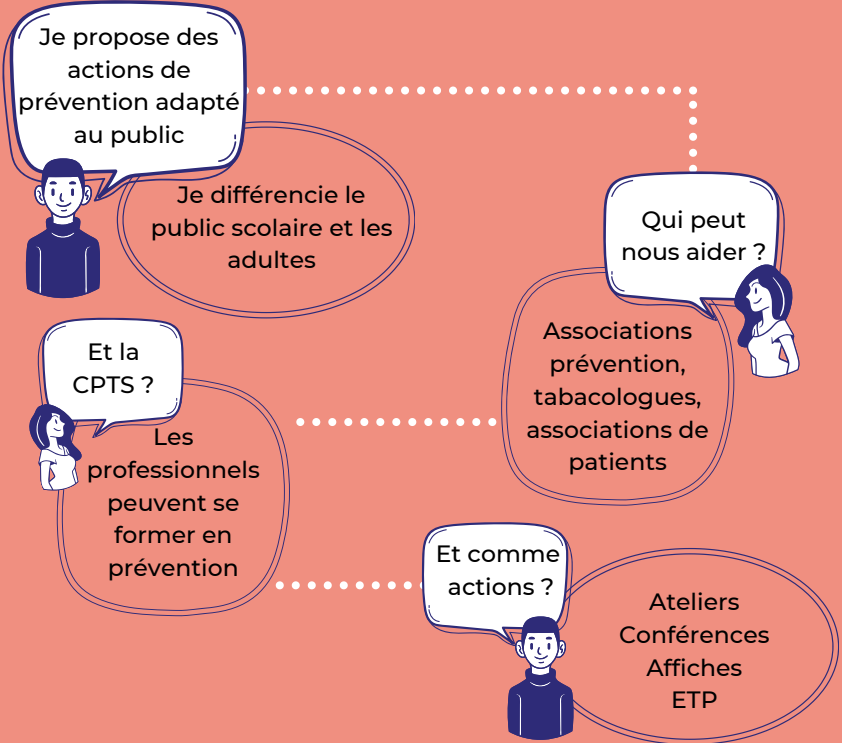 Je propose des
actions de
prévention adapté
au public
Je différencie le
public scolaire et les
adultes
Qui peut
nous aider ?
Associations
prévention,
tabacologues,
associations de
patients
Et la
CPTS ?
Les
professionnels
peuvent se
former en
prévention
Et comme
actions ?
Ateliers
Conférences
Affiches
ETP